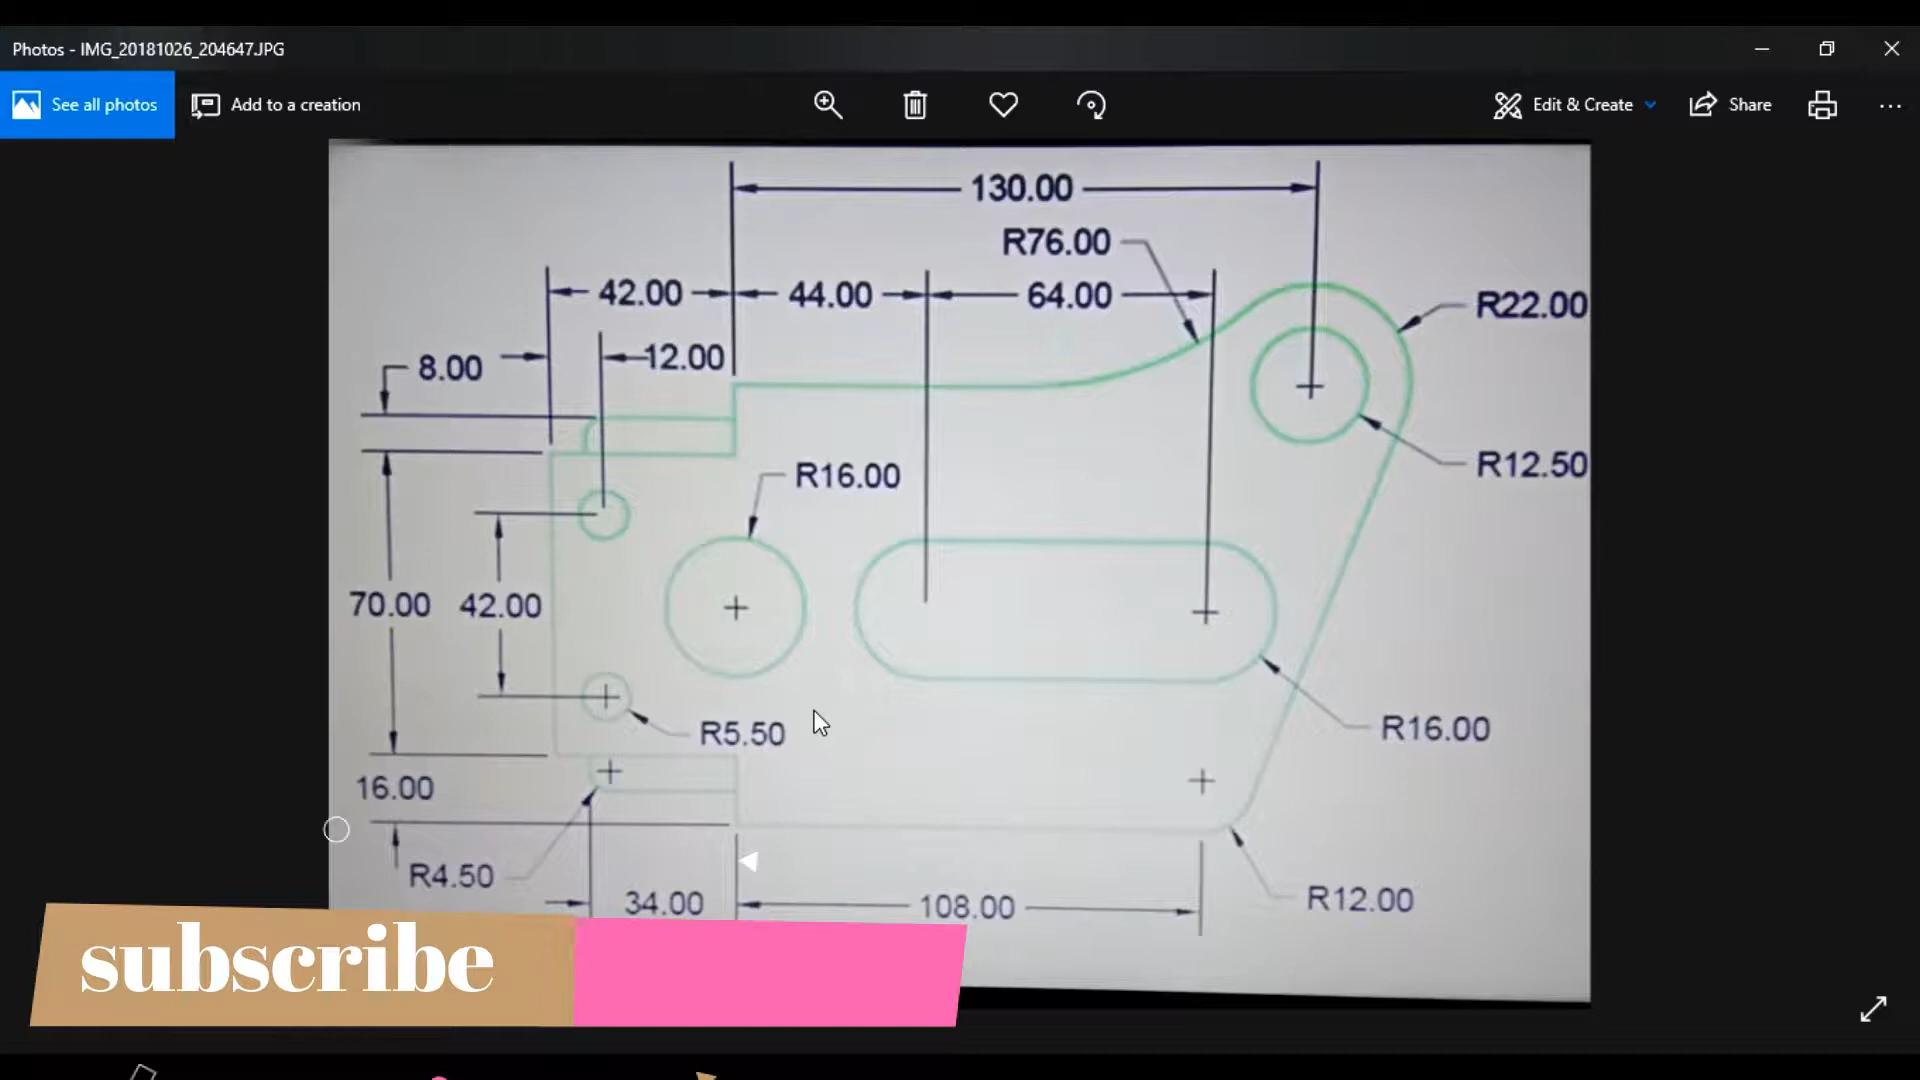 Photos - IMG_20181026_204647.JPG
See all photos
Add to a creation
Edit & Create
Share
130.00
R76.00
42.00
44.00
64.00
R22.00
8.00
12.00
R12.50
R16.00
70.00
42.00
R5.50
R16.00
16.00
R4.50
34.00
108.00
R12.00
subscribe